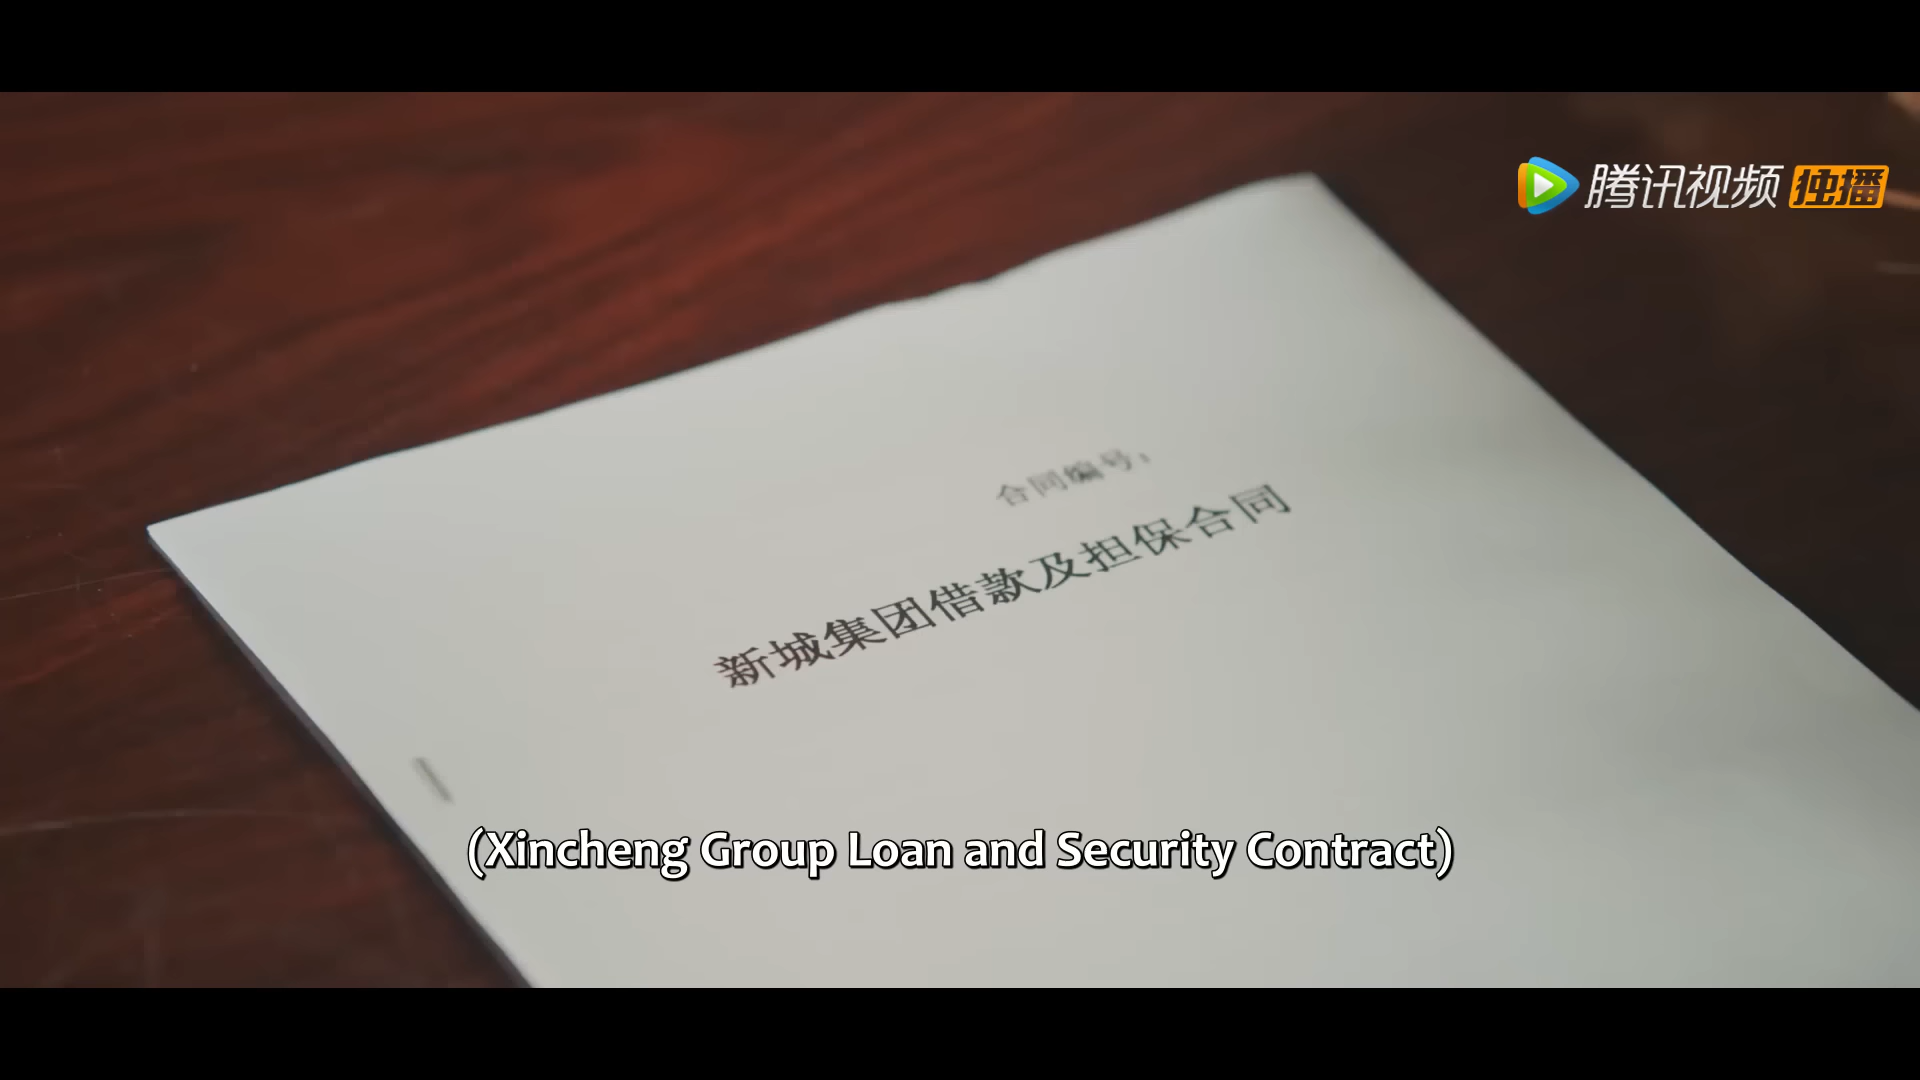 腾讯视频 独播
合同编号：
新城集团借款及担保合同
(Xincheng Group Loan and Security Contract)